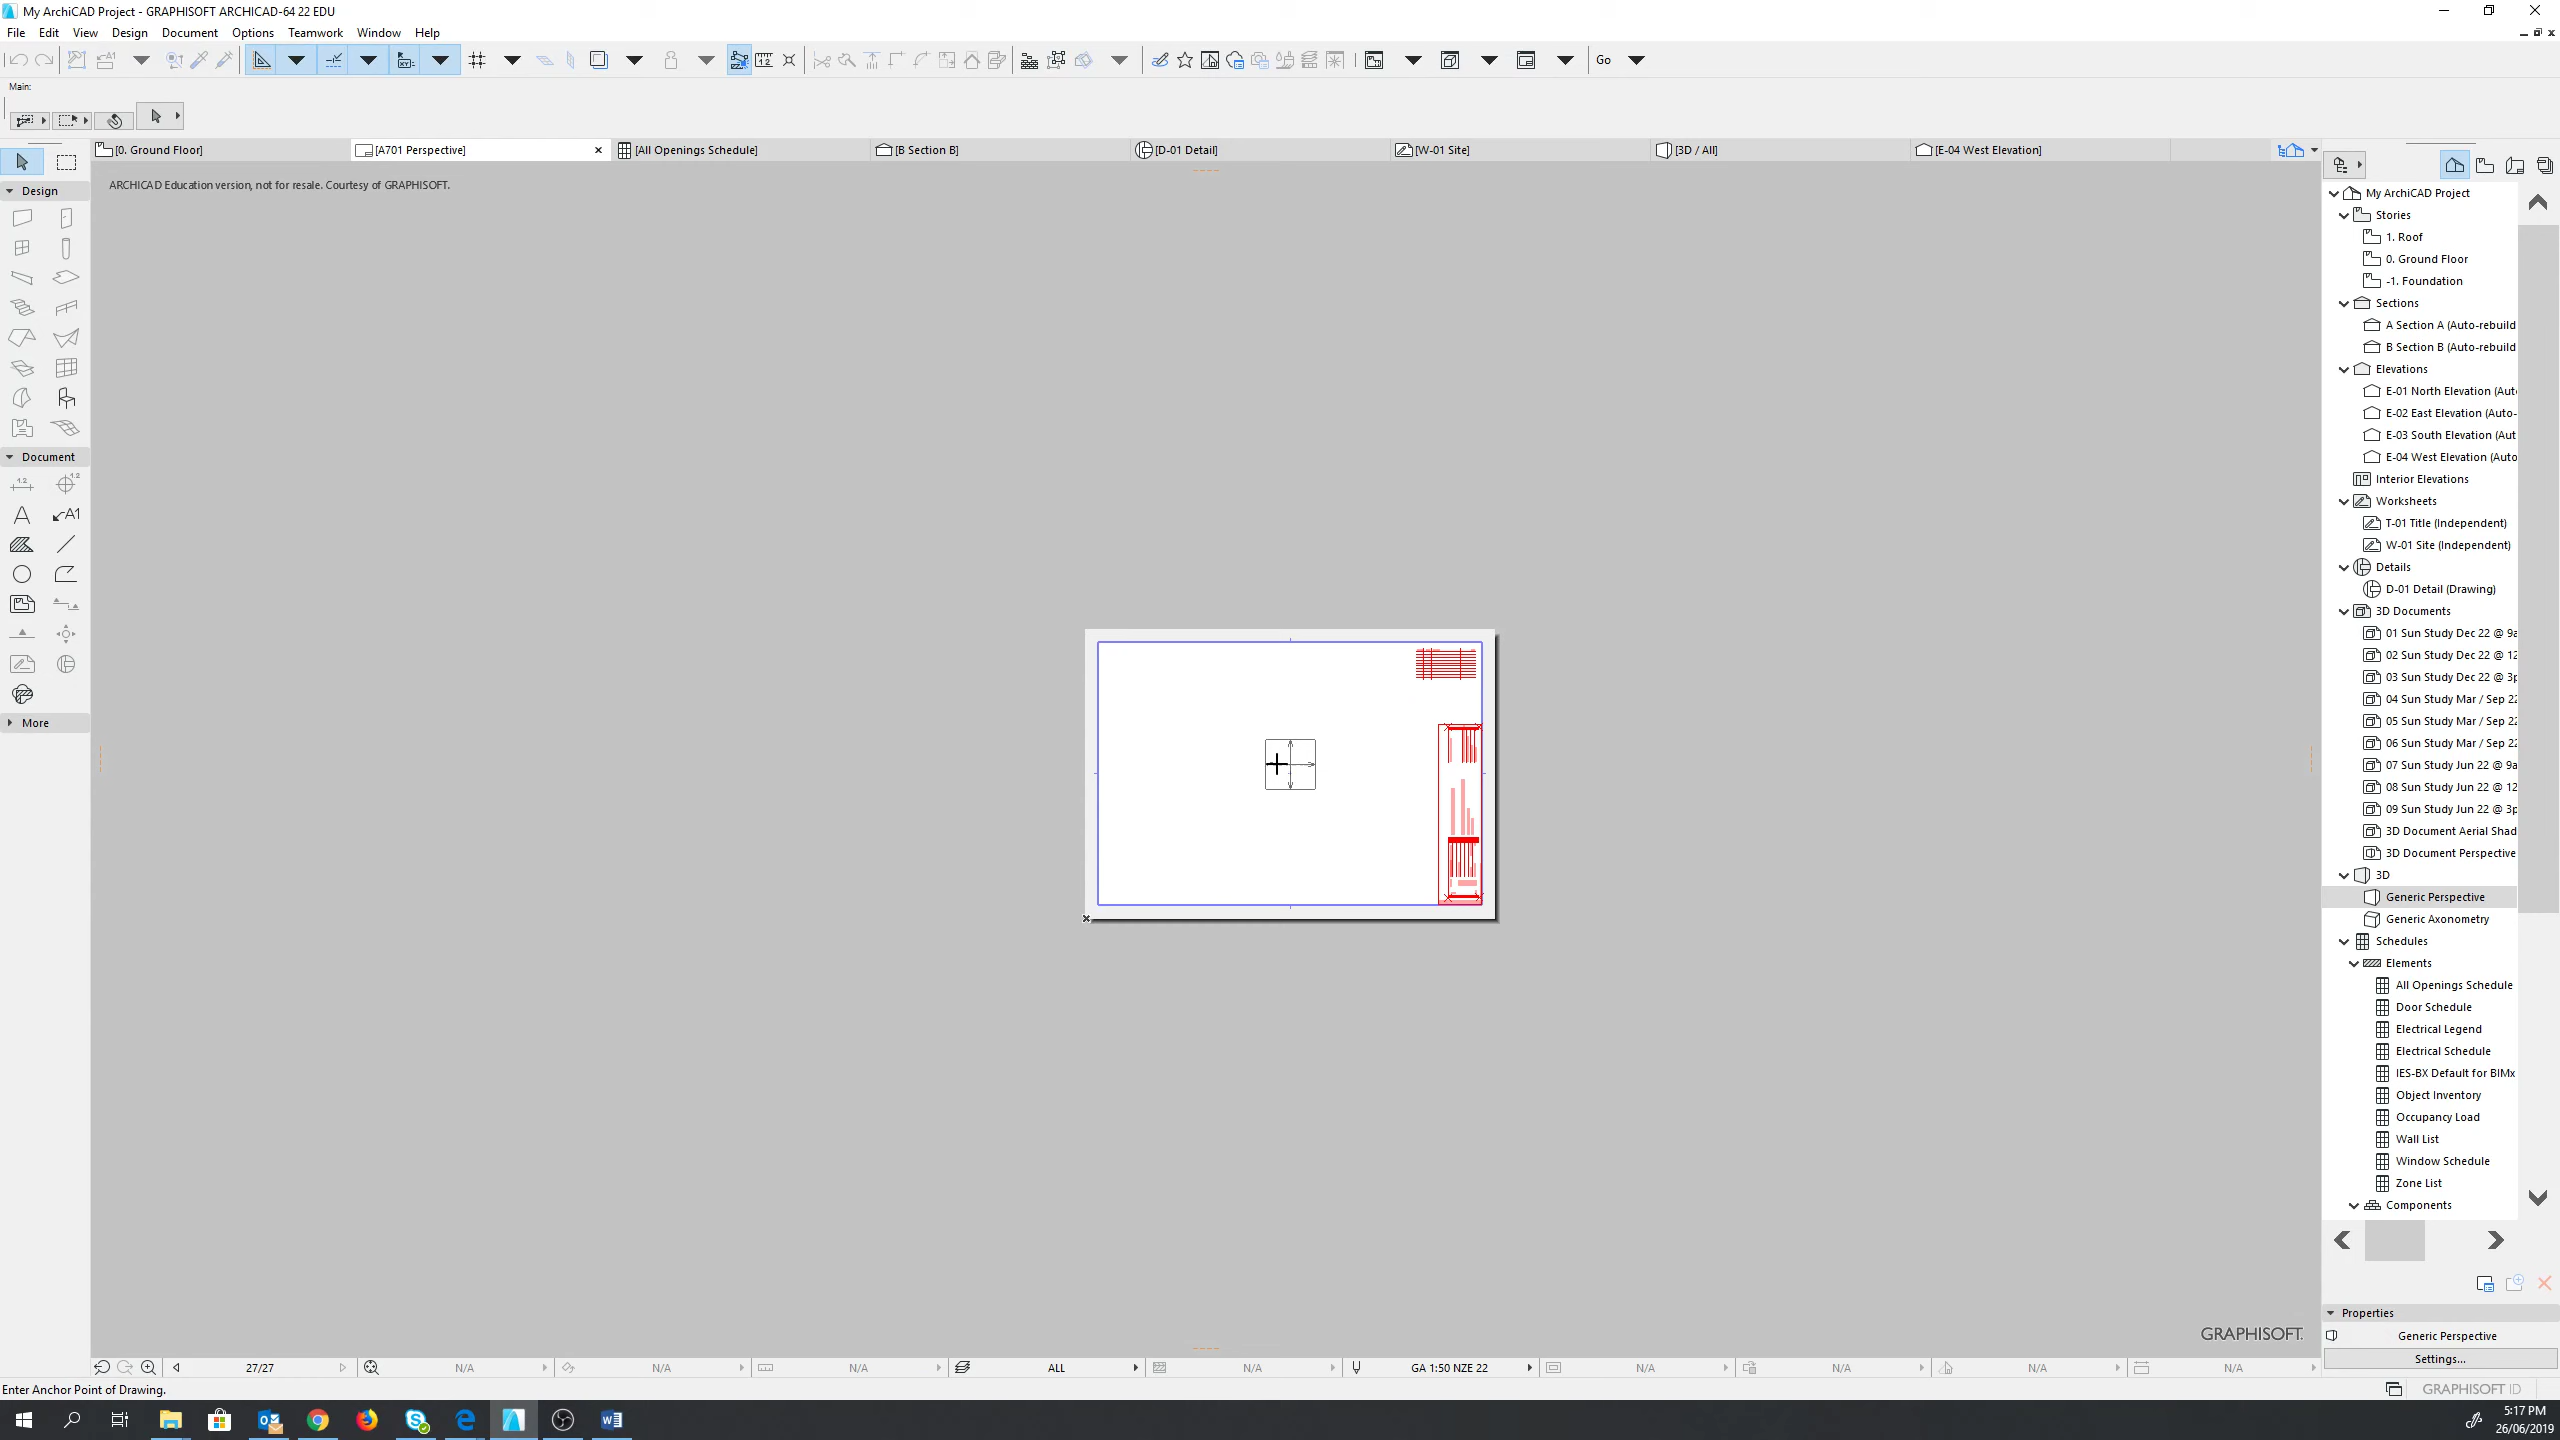 My ArchiCAD Project - GRAPHISOFT ARCHICAD-64 22 EDU
File Edit View Design Document Options Teamwork Window Help
Go
Main:
[0. Ground Floor] [A701 Perspective] [All Openings Schedule] [B Section B] [D-01 Detail] [W-01 Site] [3D / All] [E-04 West Elevation]
ARCHICAD Education version, not for resale. Courtesy of GRAPHISOFT.
Design
Document
More
My ArchiCAD Project
Stories
1. Roof
0. Ground Floor
-1. Foundation
Sections
A Section A (Auto-rebuild
B Section B (Auto-rebuild
Elevations
E-01 North Elevation (Aut
E-02 East Elevation (Auto-
E-03 South Elevation (Aut
E-04 West Elevation (Auto
Interior Elevations
Worksheets
T-01 Title (Independent)
W-01 Site (Independent)
Details
D-01 Detail (Drawing)
3D Documents
01 Sun Study Dec 22 @ 9a
02 Sun Study Dec 22 @ 12
03 Sun Study Dec 22 @ 3p
04 Sun Study Mar / Sep 22
05 Sun Study Mar / Sep 22
06 Sun Study Mar / Sep 22
07 Sun Study Jun 22 @ 9a
08 Sun Study Jun 22 @ 12
09 Sun Study Jun 22 @ 3p
3D Document Aerial Shad
3D Document Perspective
3D
Generic Perspective
Generic Axonometry
Schedules
Elements
All Openings Schedule
Door Schedule
Electrical Legend
Electrical Schedule
IES-BX Default for BIMx
Object Inventory
Occupancy Load
Wall List
Window Schedule
Zone List
Components
Properties
Generic Perspective
Settings...
GRAPHISOFT.
27/27 N/A N/A N/A ALL N/A GA 1:50 NZE 22 N/A N/A N/A N/A
Enter Anchor Point of Drawing.
GRAPHISOFT ID
5:17 PM
26/06/2019